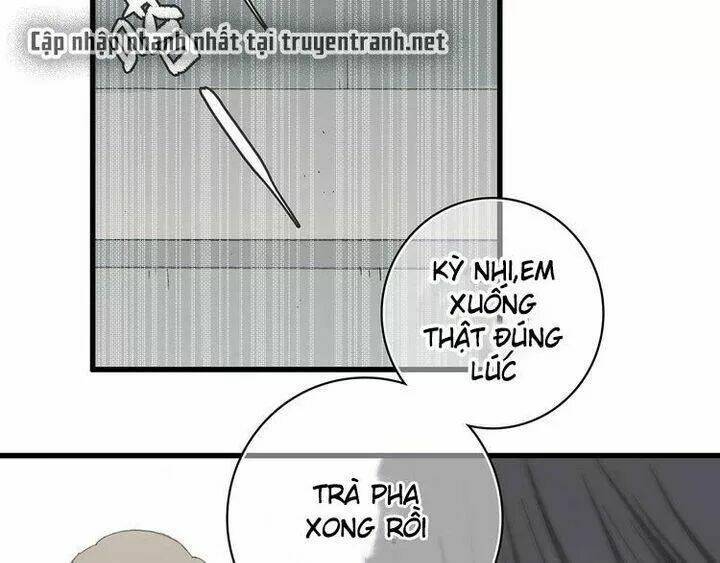 Cập nhập nhanh nhất tại truyentranh.net
KỲ NHI,EM
XUỐNG
THẬT ĐÚNG
LÚC
TRÀ PHA
XONG RỒI